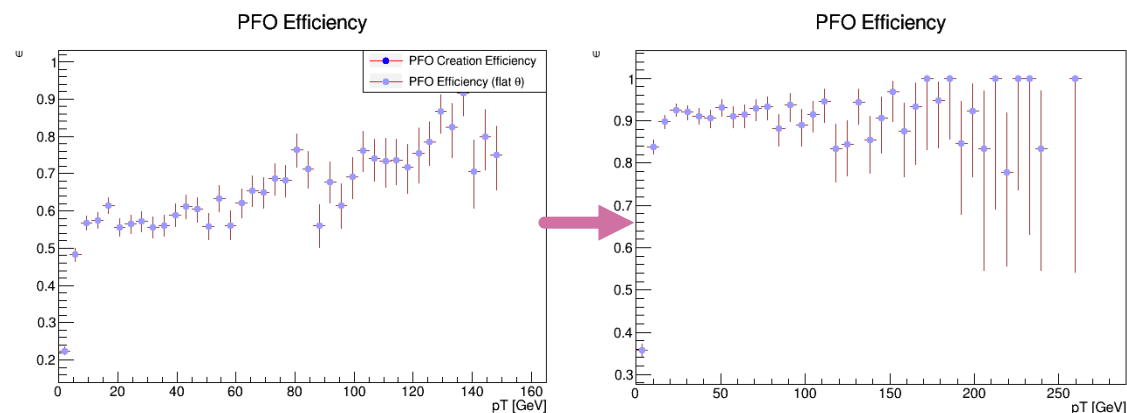 PFO Efficiency
ϵ
PFO Creation Efficiency
PFO Efficiency (flat θ)
1
0.9
0.8
0.7
0.6
0.5
0.4
0.3
0.2
0 20 40 60 80 100 120 140 160
pT [GeV]
PFO Efficiency
ϵ
1
0.9
0.8
0.7
0.6
0.5
0.4
0.3
0 50 100 150 200 250
pT [GeV]